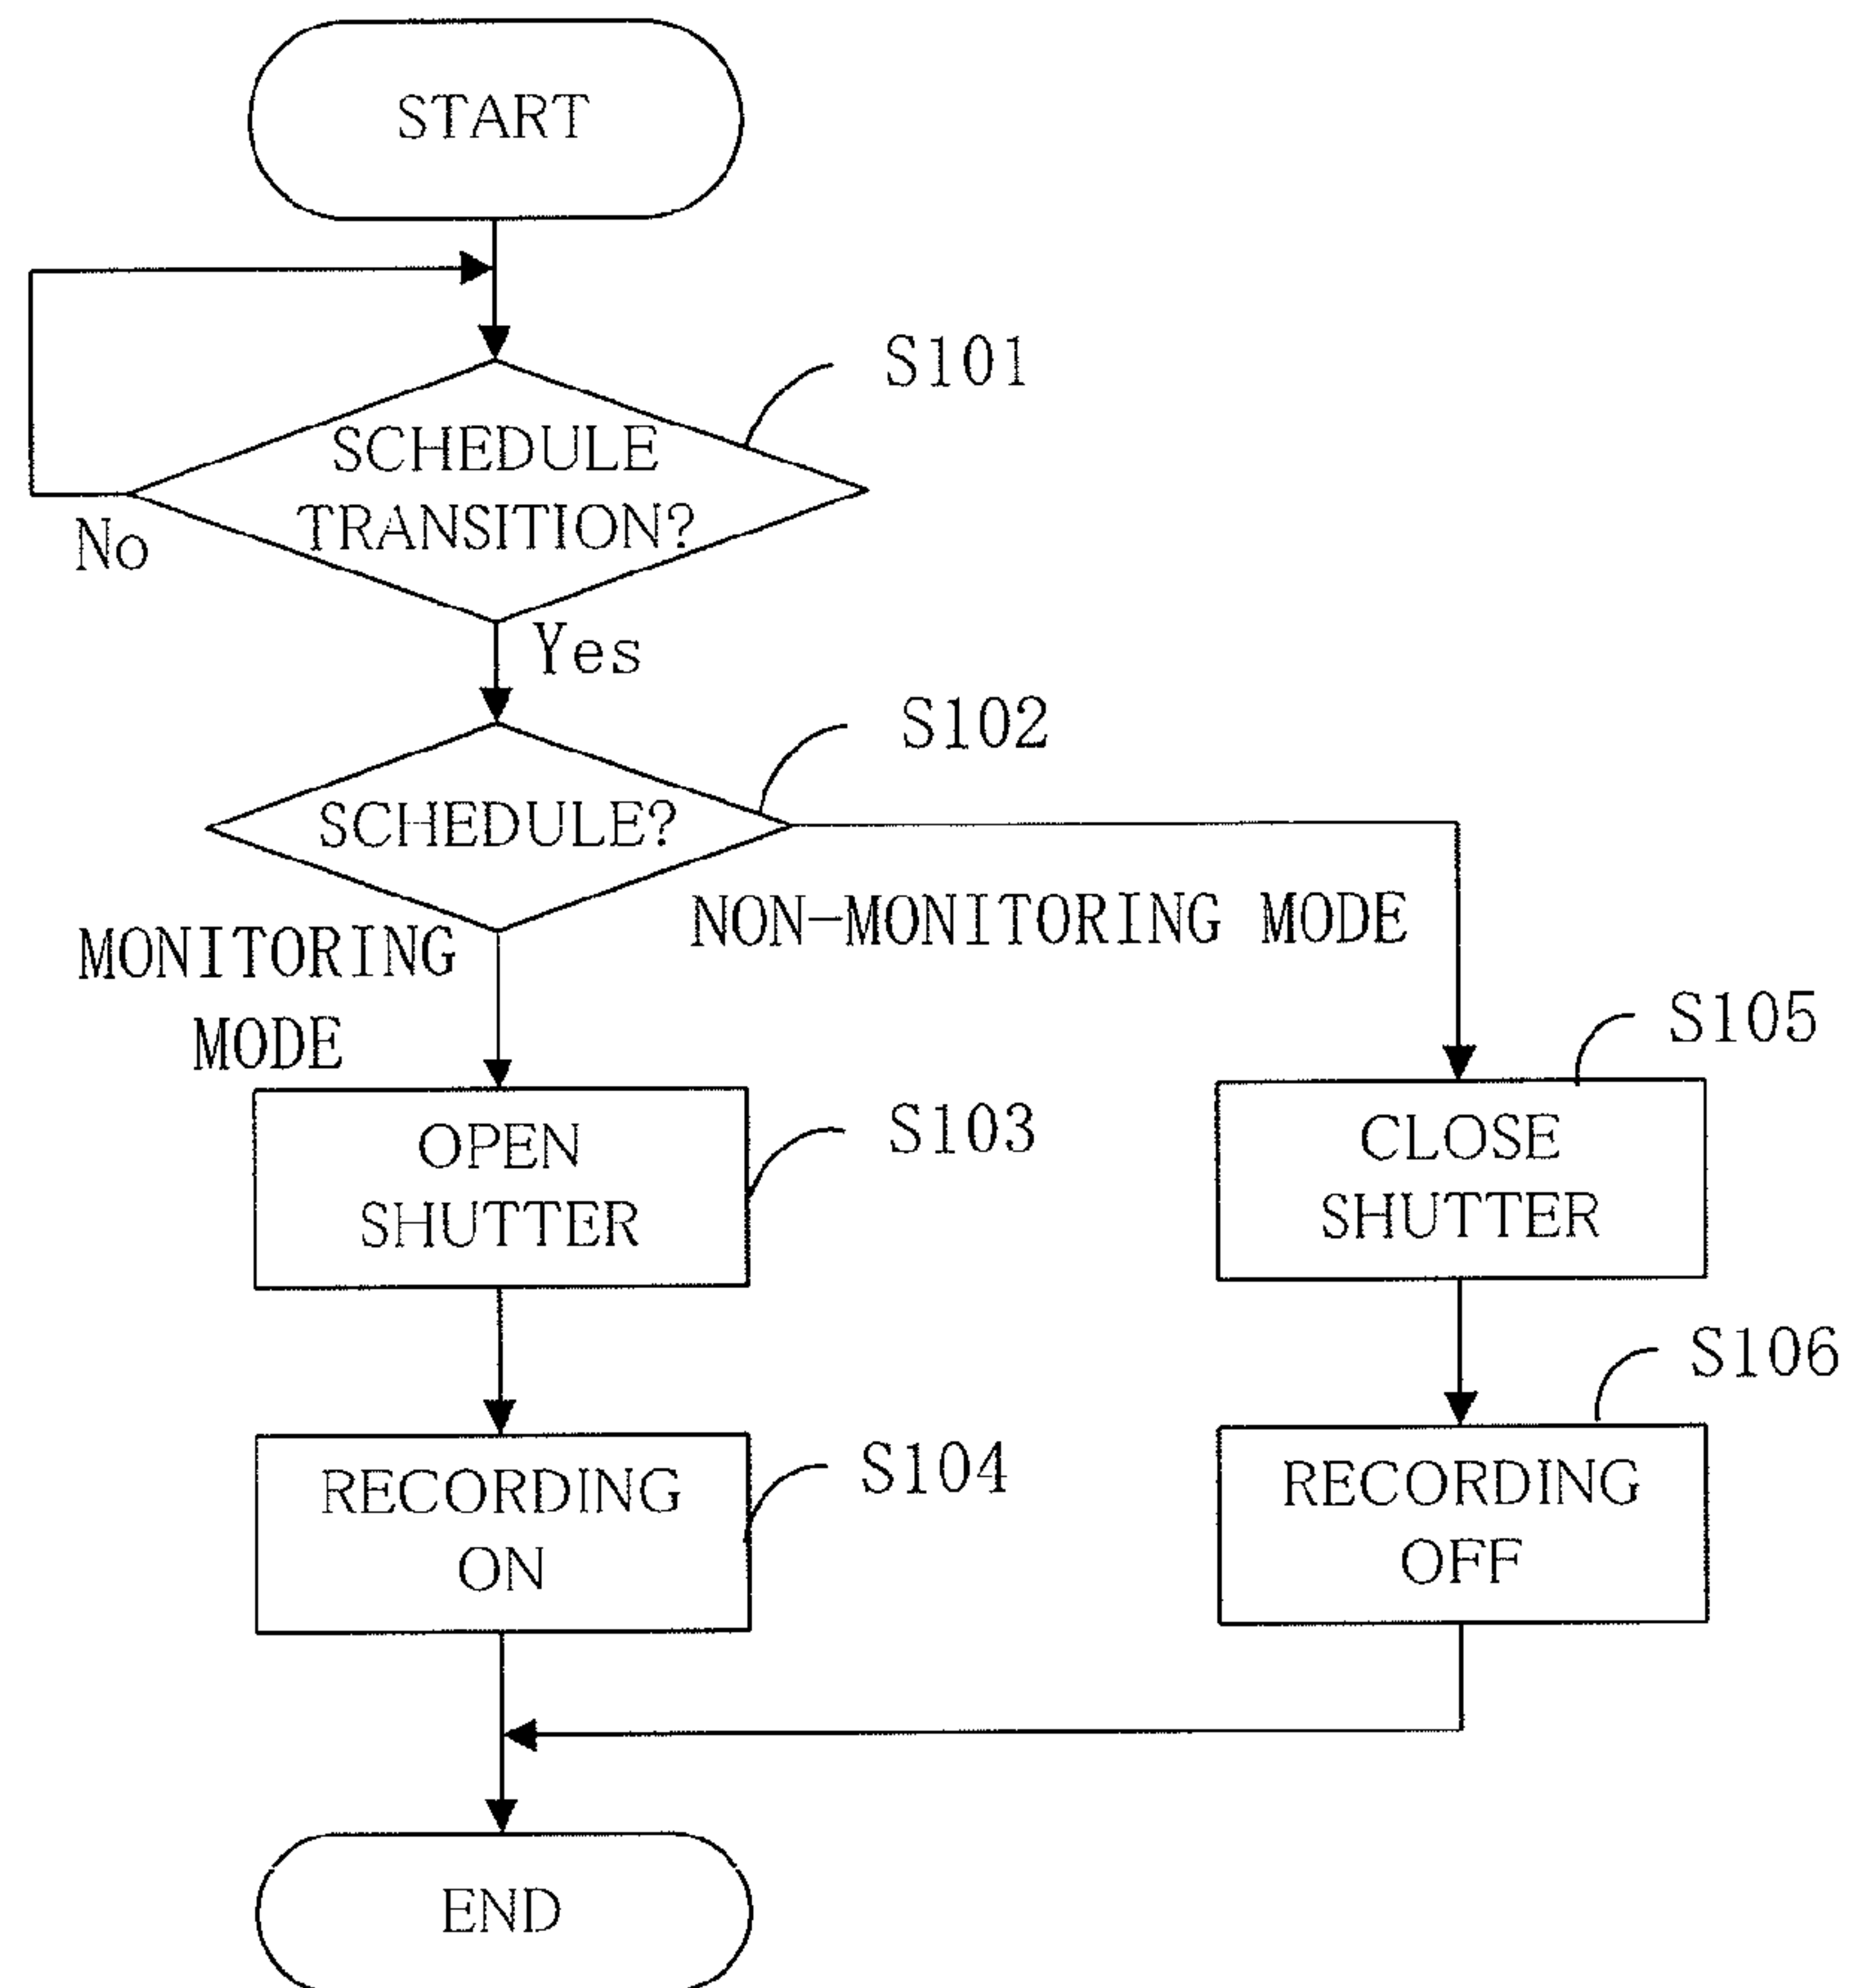 START
S101
SCHEDULE
TRANSITION?
No
Yes
S102
SCHEDULE?
NON-MONITORING MODE
MONITORING
MODE
S105
S103
OPEN
SHUTTER
CLOSE
SHUTTER
S106
S104
RECORDING
ON
RECORDING
OFF
END